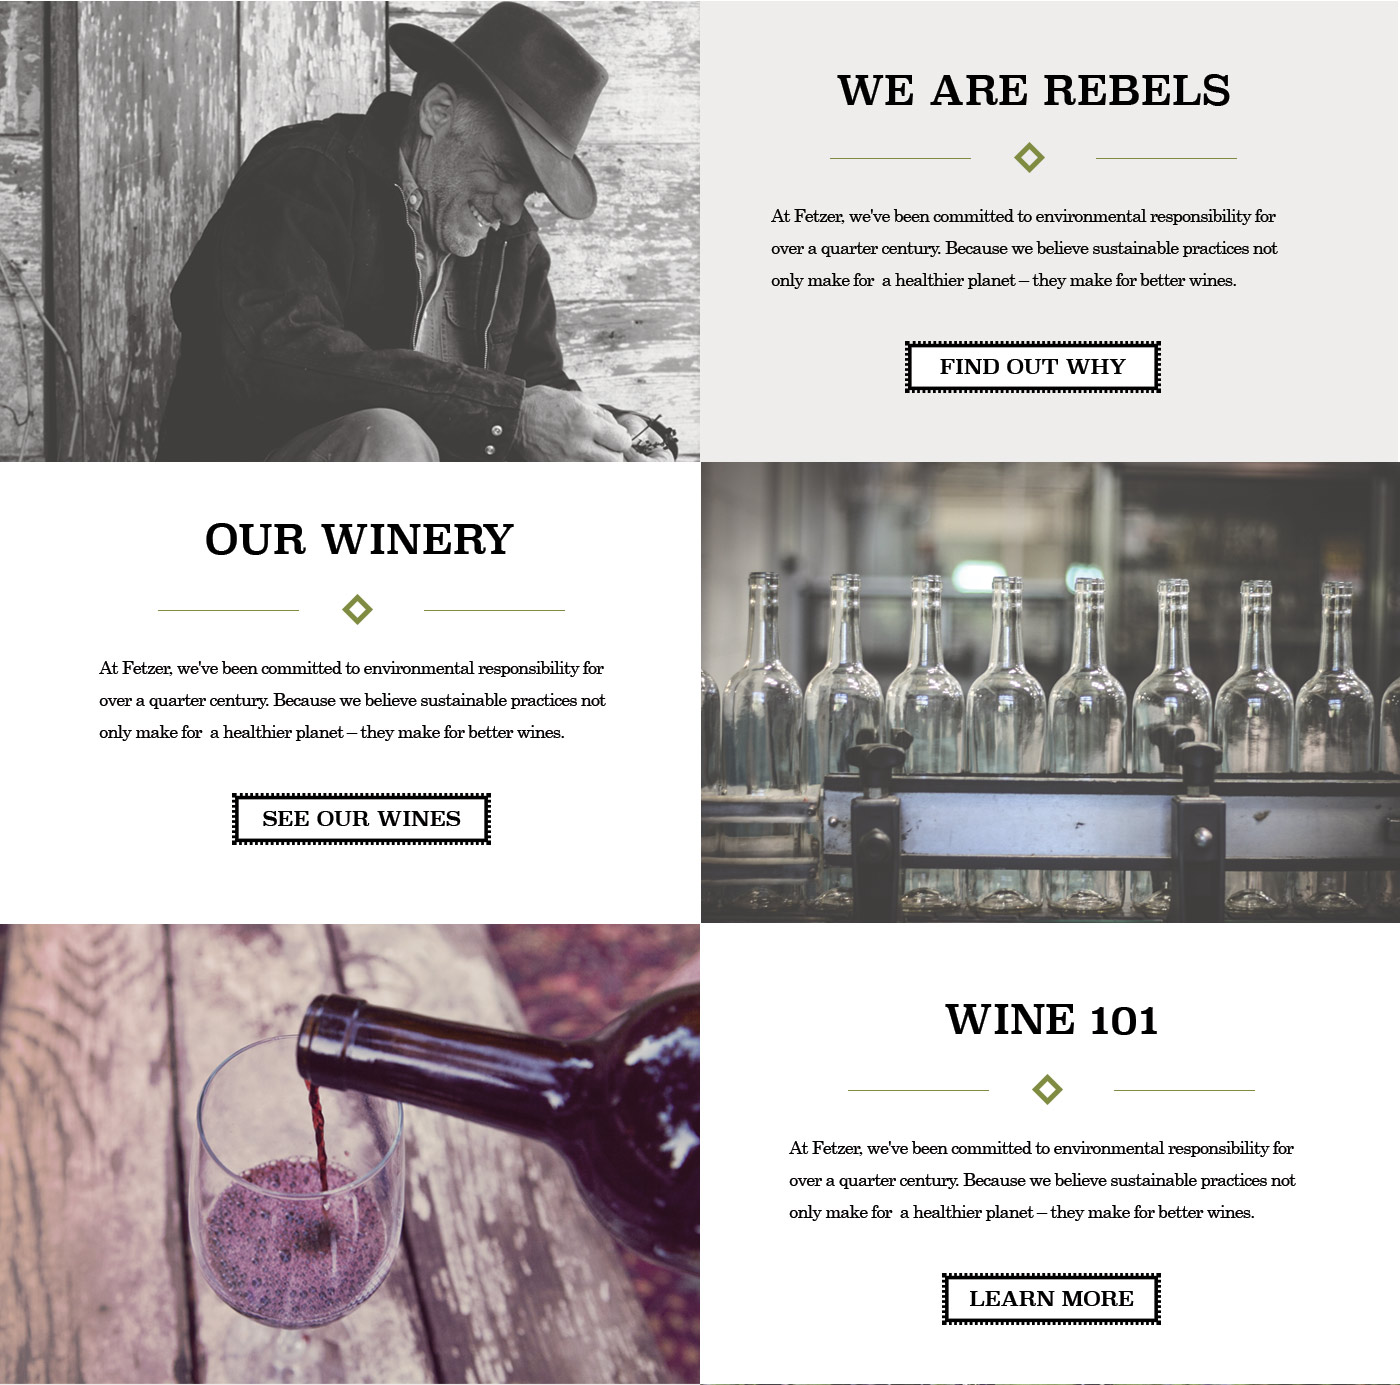 WE ARE REBELS
At Fetzer, we've been committed to environmental responsibility for
over a quarter century. Because we believe sustainable practices not
only make for a healthier planet – they make for better wines.
FIND OUT WHY
OUR WINERY
At Fetzer, we've been committed to environmental responsibility for
over a quarter century. Because we believe sustainable practices not
only make for a healthier planet – they make for better wines.
SEE OUR WINES
WINE 101
At Fetzer, we've been committed to environmental responsibility for
over a quarter century. Because we believe sustainable practices not
only make for a healthier planet – they make for better wines.
LEARN MORE